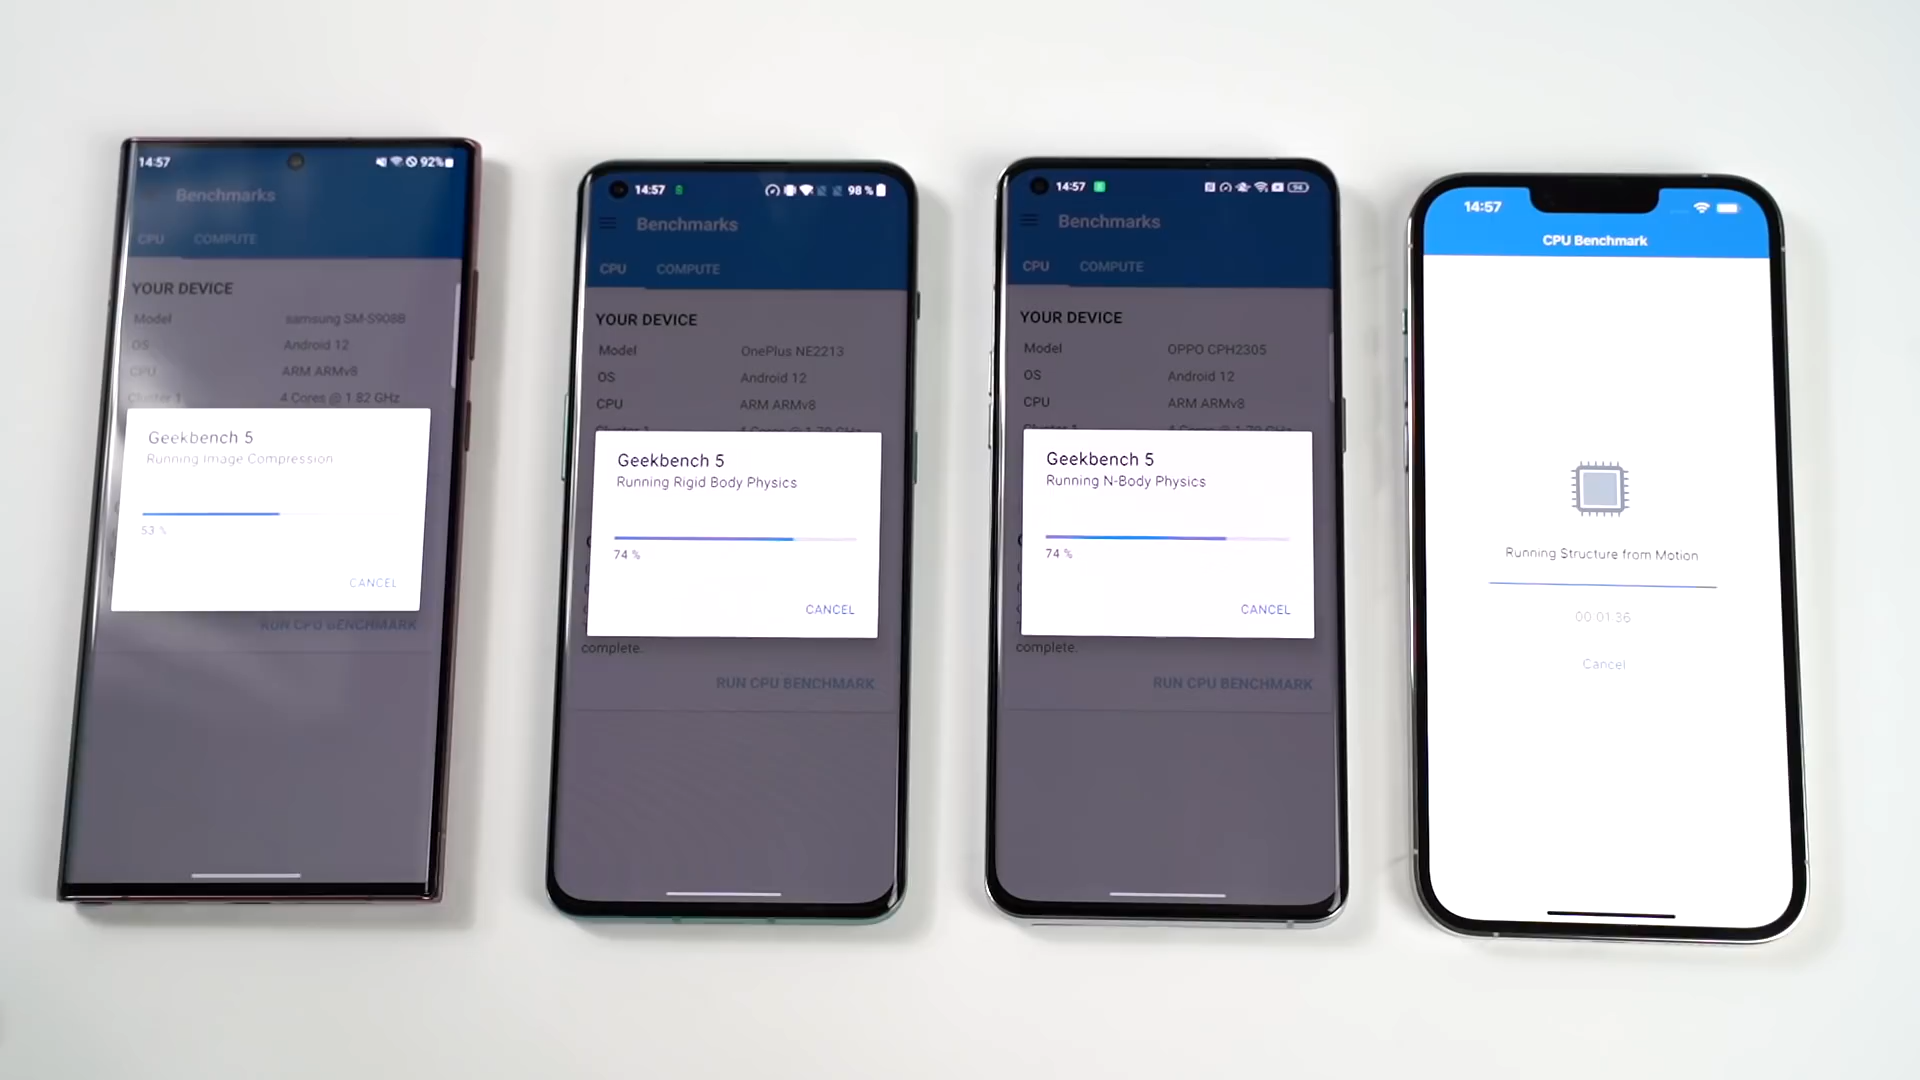 14:57
92%
Benchmarks
CPU COMPUTE
YOUR DEVICE
Model samsung SM-S908B
OS Android 12
CPU ARM ARMv8
Cluster 1 4 Cores @ 1.82 GHz
Geekbench 5
Running Image Compression
53 %
CANCEL
RUN CPU BENCHMARK
14:57
98 %
Benchmarks
CPU COMPUTE
YOUR DEVICE
Model OnePlus NE2213
OS Android 12
CPU ARM ARMv8
Geekbench 5
Running Rigid Body Physics
74 %
CANCEL
complete.
RUN CPU BENCHMARK
14:57
94
Benchmarks
CPU COMPUTE
YOUR DEVICE
Model OPPO CPH2305
OS Android 12
CPU ARM ARMv8
Geekbench 5
Running N-Body Physics
74 %
CANCEL
complete.
RUN CPU BENCHMARK
14:57
CPU Benchmark
Running Structure from Motion
00:01:36
Cancel